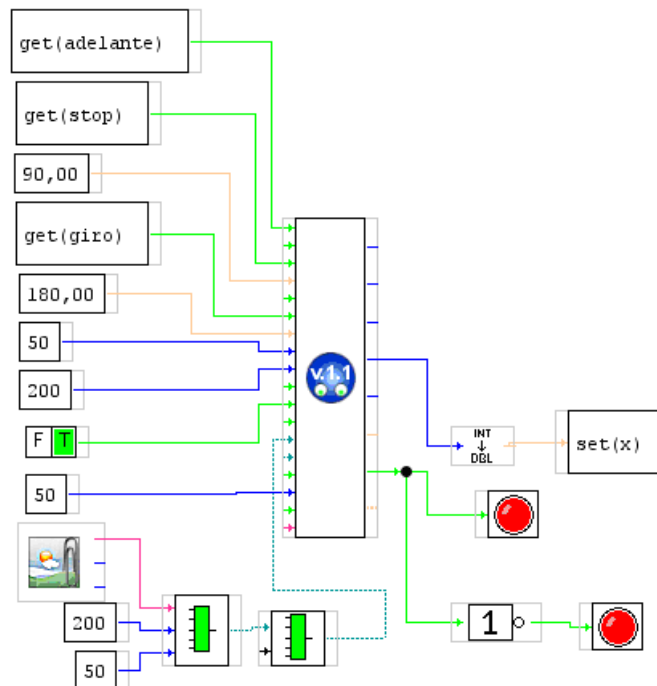 get(adelante)
get(stop)
90,00
get(giro)
180,00
50
200
v.1.1
F T
INT
↓
DBL
set(x)
50
200
50
1